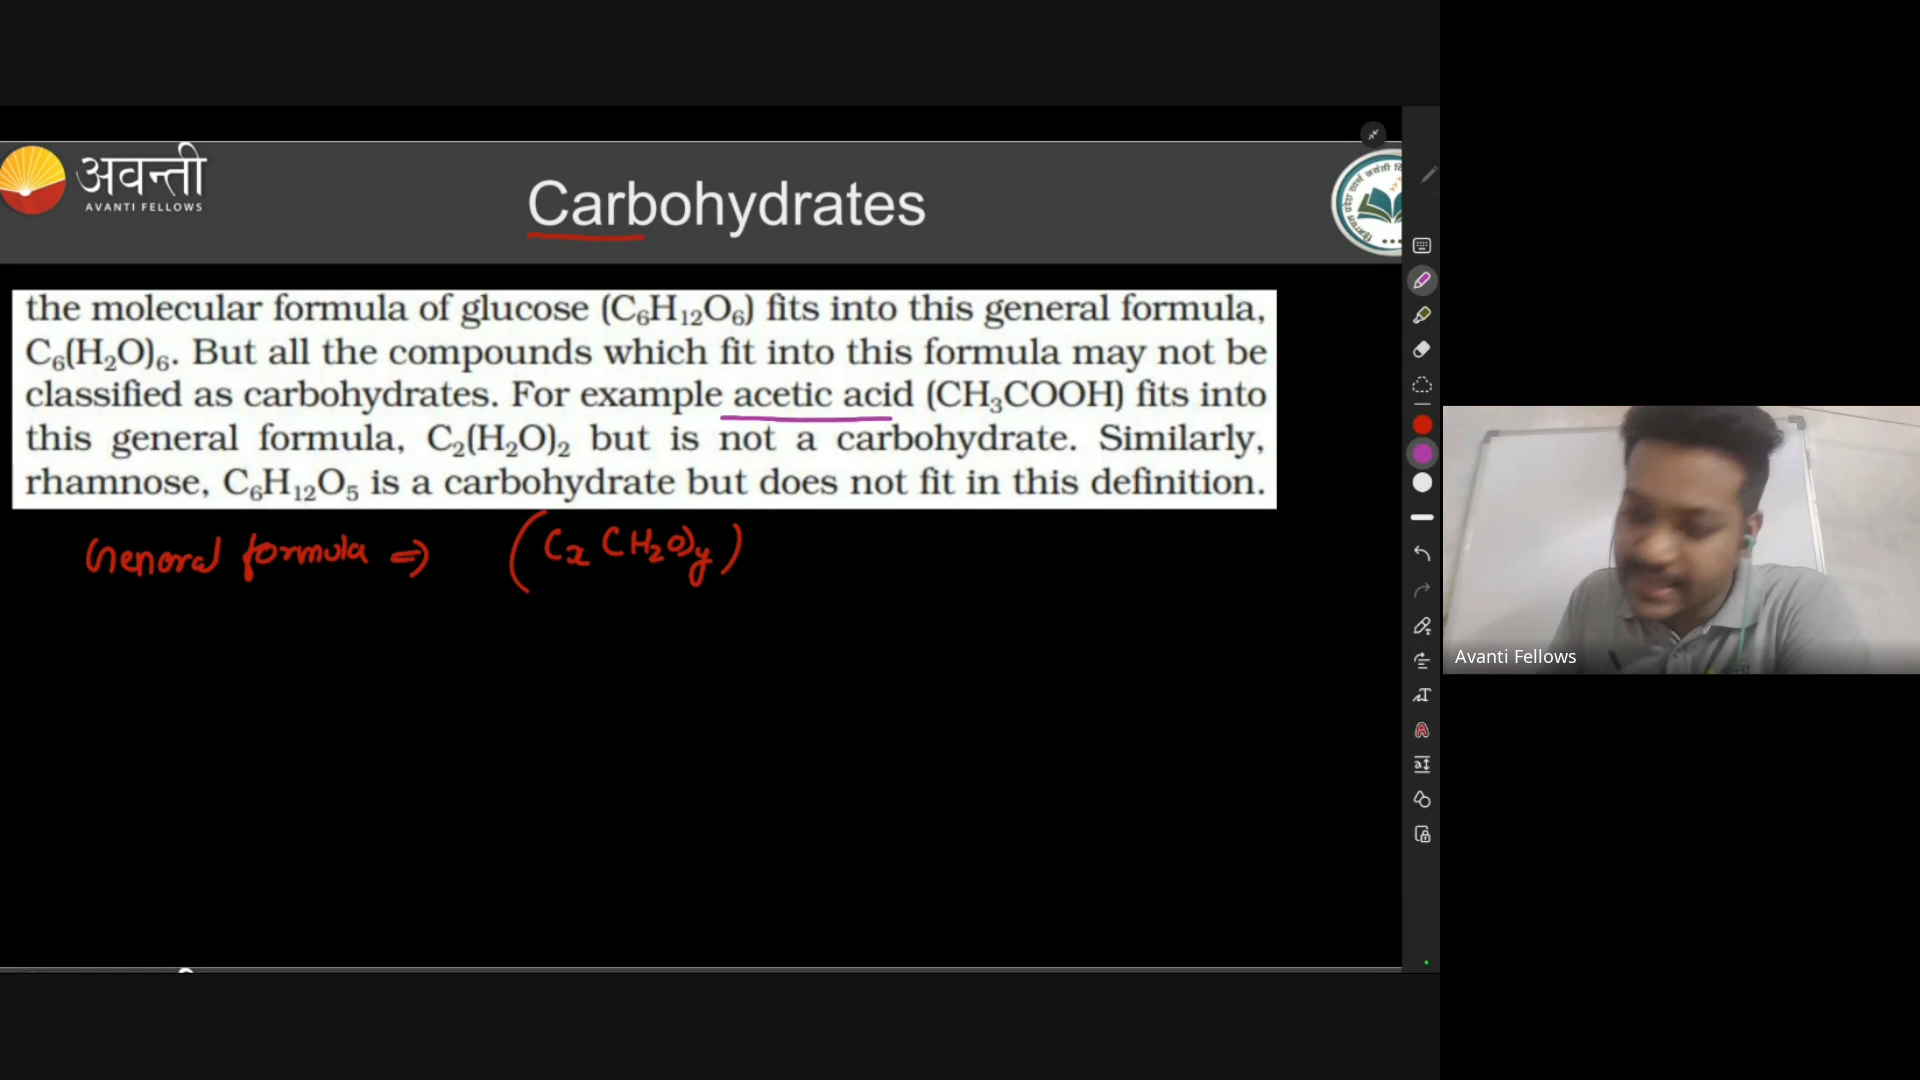 अवन्ती
AVANTI FELLOWS
Carbohydrates
the molecular formula of glucose (C₆H₁₂O₆) fits into this general formula,
C₆(H₂O)₆. But all the compounds which fit into this formula may not be
classified as carbohydrates. For example acetic acid (CH₃COOH) fits into
this general formula, C₂(H₂O)₂ but is not a carbohydrate. Similarly,
rhamnose, C₆H₁₂O₅ is a carbohydrate but does not fit in this definition.
General formula ⇒ (Cx(H₂O)y)
Avanti Fellows